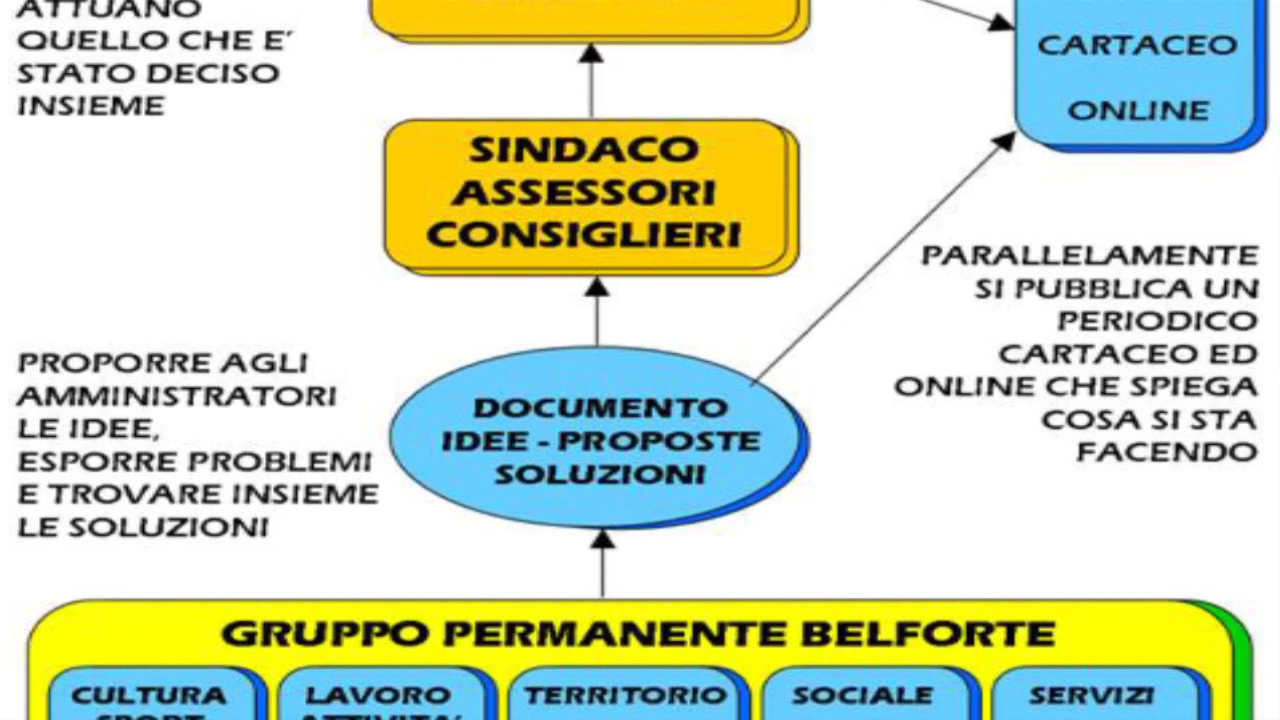 ATTUANO
QUELLO CHE E'
STATO DECISO
INSIEME
CARTACEO
ONLINE
SINDACO
ASSESSORI
CONSIGLIERI
PARALLELAMENTE
SI PUBBLICA UN
PERIODICO
CARTACEO ED
ONLINE CHE SPIEGA
COSA SI STA
FACENDO
PROPORRE AGLI
AMMINISTRATORI
LE IDEE,
ESPORRE PROBLEMI
E TROVARE INSIEME
LE SOLUZIONI
DOCUMENTO
IDEE - PROPOSTE
SOLUZIONI
GRUPPO PERMANENTE BELFORTE
CULTURA
SPORT
LAVORO
ATTIVITA'
TERRITORIO
SOCIALE
SERVIZI